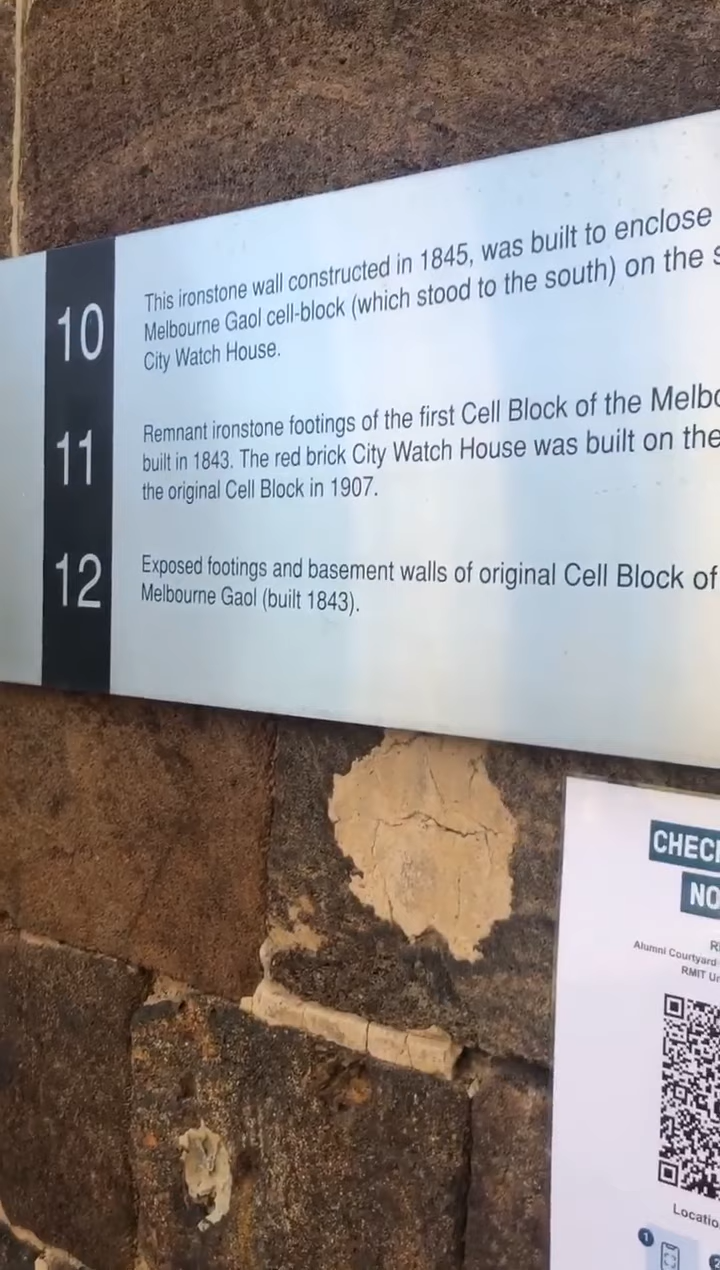 10
This ironstone wall constructed in 1845, was built to enclose
Melbourne Gaol cell-block (which stood to the south) on the
City Watch House.
11
Remnant ironstone footings of the first Cell Block of the
built in 1843. The red brick City Watch House was built on the
the original Cell Block in 1907.
12
Exposed footings and basement walls of original Cell Block of
Melbourne Gaol (built 1843).
Alumni Courtyard
RMIT
1